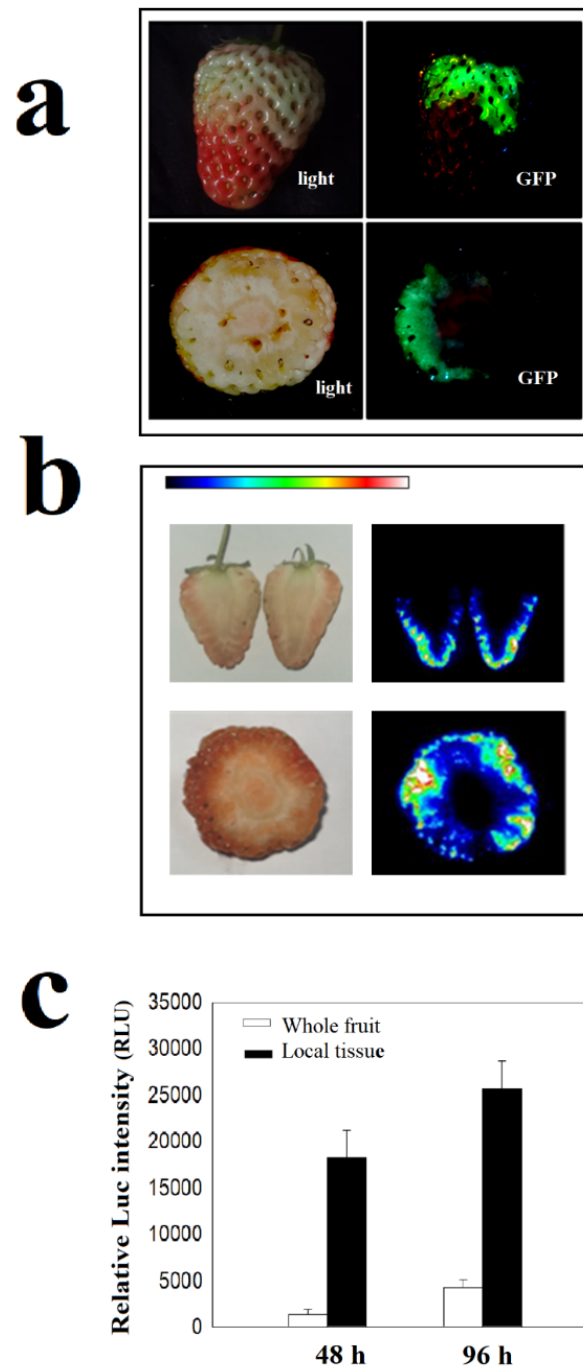 a
light
GFP
light
GFP
b
c
Relative Luc intensity (RLU)
35000
30000
25000
20000
15000
10000
5000
0
Whole fruit
Local tissue
48 h
96 h